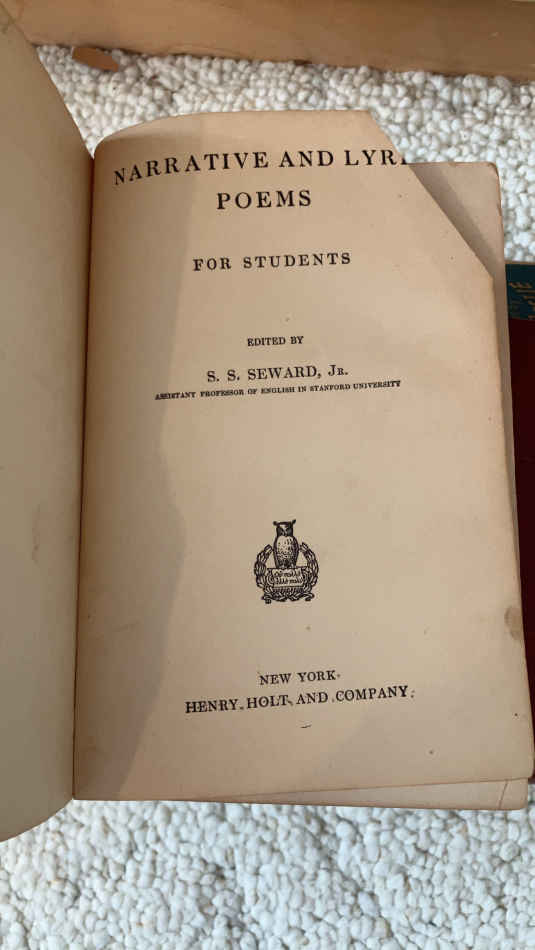 NARRATIVE AND LYRI
POEMS
FOR STUDENTS
EDITED BY
S. S. SEWARD, JR.
ASSISTANT PROFESSOR OF ENGLISH IN STANFORD UNIVERSITY
NEW YORK
HENRY HOLT AND COMPANY